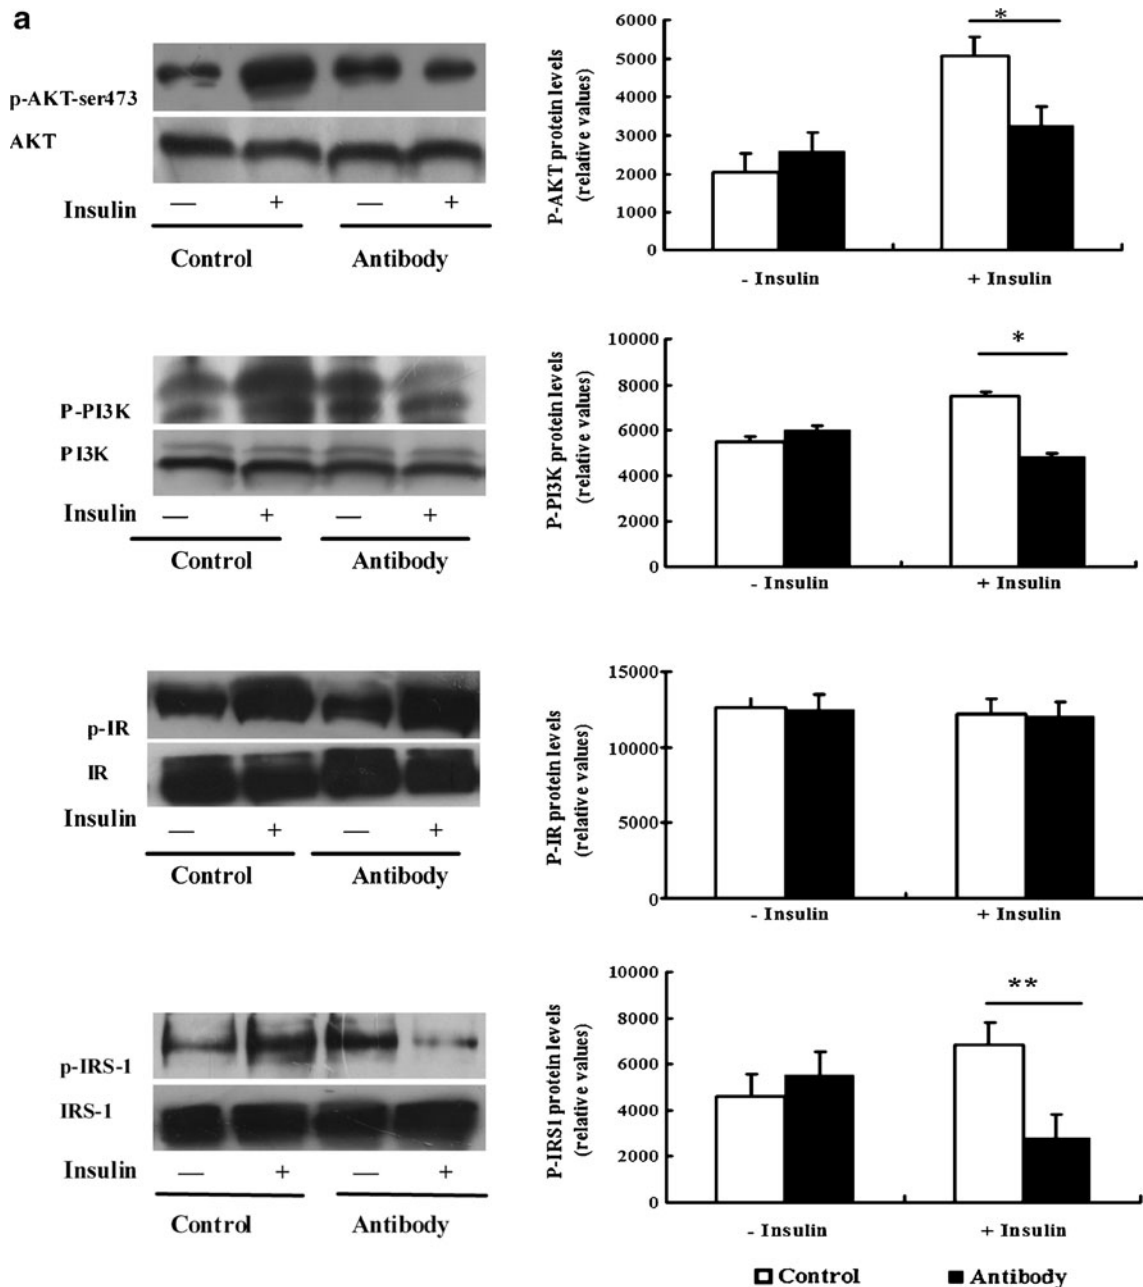 a
p-AKT-ser473
AKT
Insulin — + — +
Control Antibody
P-AKT protein levels
(relative values)
6000
5000
4000
3000
2000
1000
0
*
- Insulin + Insulin
P-PI3K
PI3K
Insulin — + — +
Control Antibody
P-PI3K protein levels
(relative values)
10000
8000
6000
4000
2000
0
*
- Insulin + Insulin
p-IR
IR
Insulin — + — +
Control Antibody
P-IR protein levels
(relative values)
15000
10000
5000
0
- Insulin + Insulin
p-IRS-1
IRS-1
Insulin — + — +
Control Antibody
P-IRS1 protein levels
(relative values)
10000
8000
6000
4000
2000
0
**
- Insulin + Insulin
Control Antibody